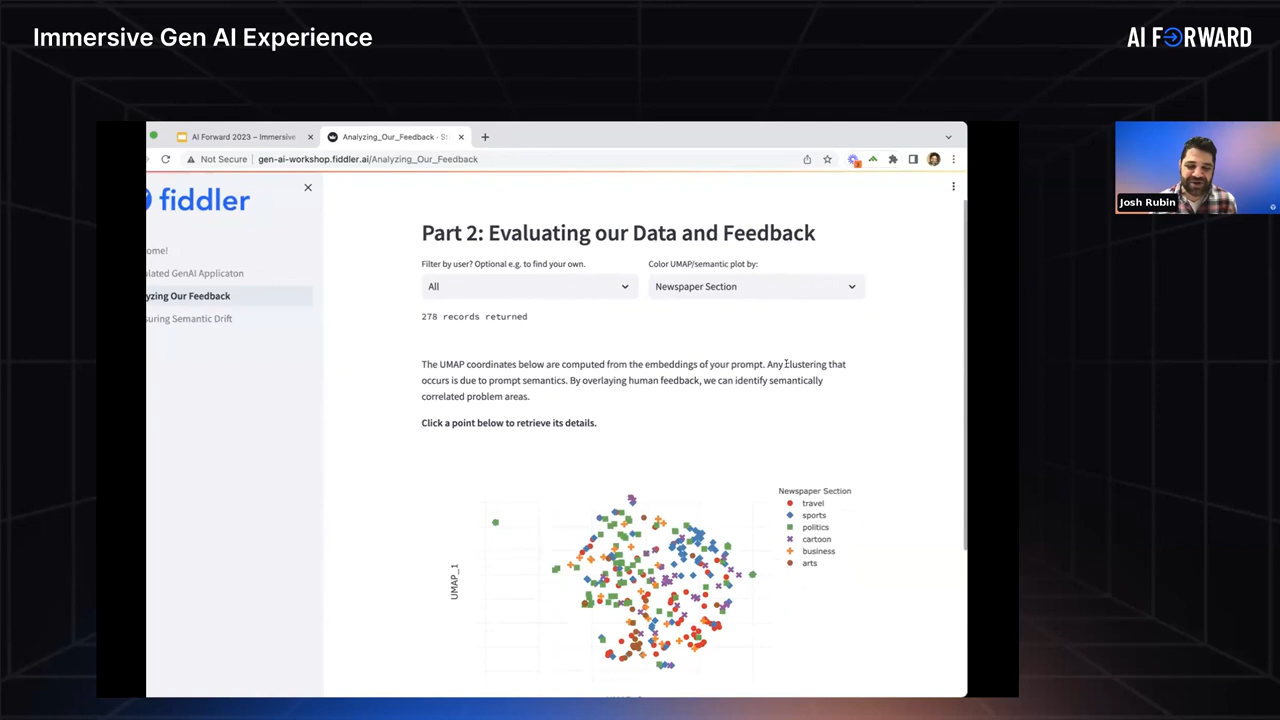 Immersive Gen AI Experience
AI FORWARD
AI Forward 2023 – Immersive
Analyzing_Our_Feedback · St
Not Secure
gen-ai-workshop.fiddler.ai/Analyzing_Our_Feedback
Josh Rubin
fiddler
ome!
ulated GenAI Applicaton
yzing Our Feedback
suring Semantic Drift
Part 2: Evaluating our Data and Feedback
Filter by user? Optional e.g. to find your own.
Color UMAP/semantic plot by:
All
Newspaper Section
278 records returned
The UMAP coordinates below are computed from the embeddings of your prompt. Any clustering that
occurs is due to prompt semantics. By overlaying human feedback, we can identify semantically
correlated problem areas.
Click a point below to retrieve its details.
Newspaper Section
travel
sports
politics
cartoon
business
arts
UMAP_1